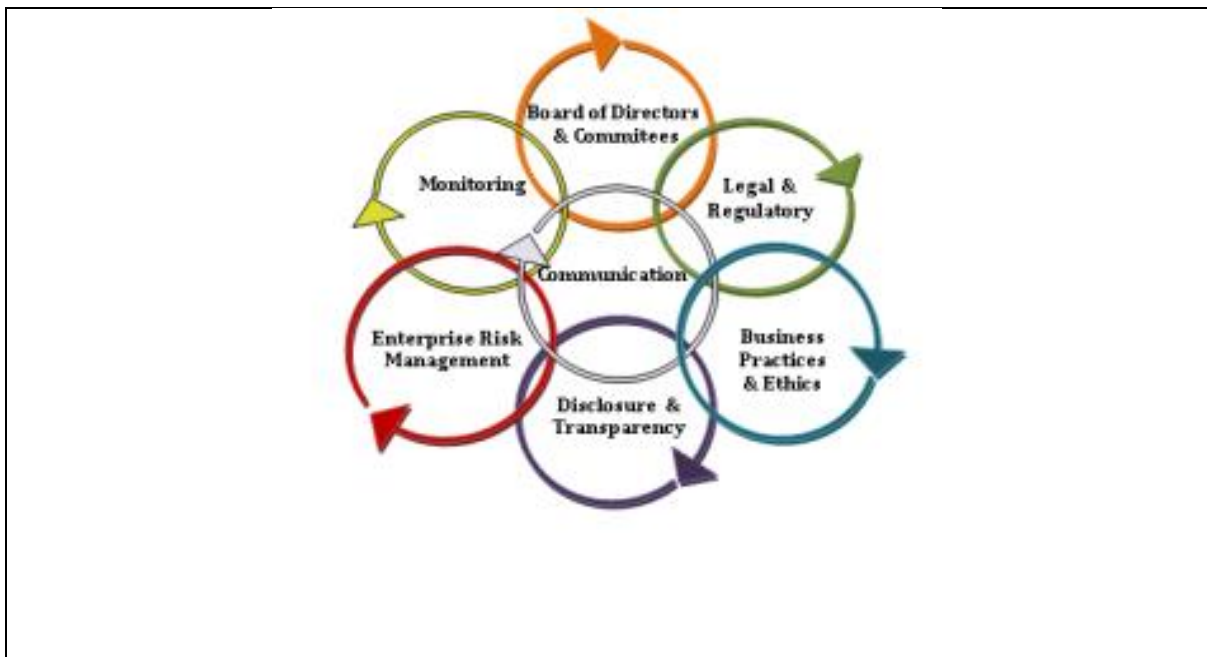 Board of Directors
& Commitees
Monitoring
Legal &
Regulatory
Communication
Enterprise Risk
Management
Business
Practices
& Ethics
Disclosure &
Transparency